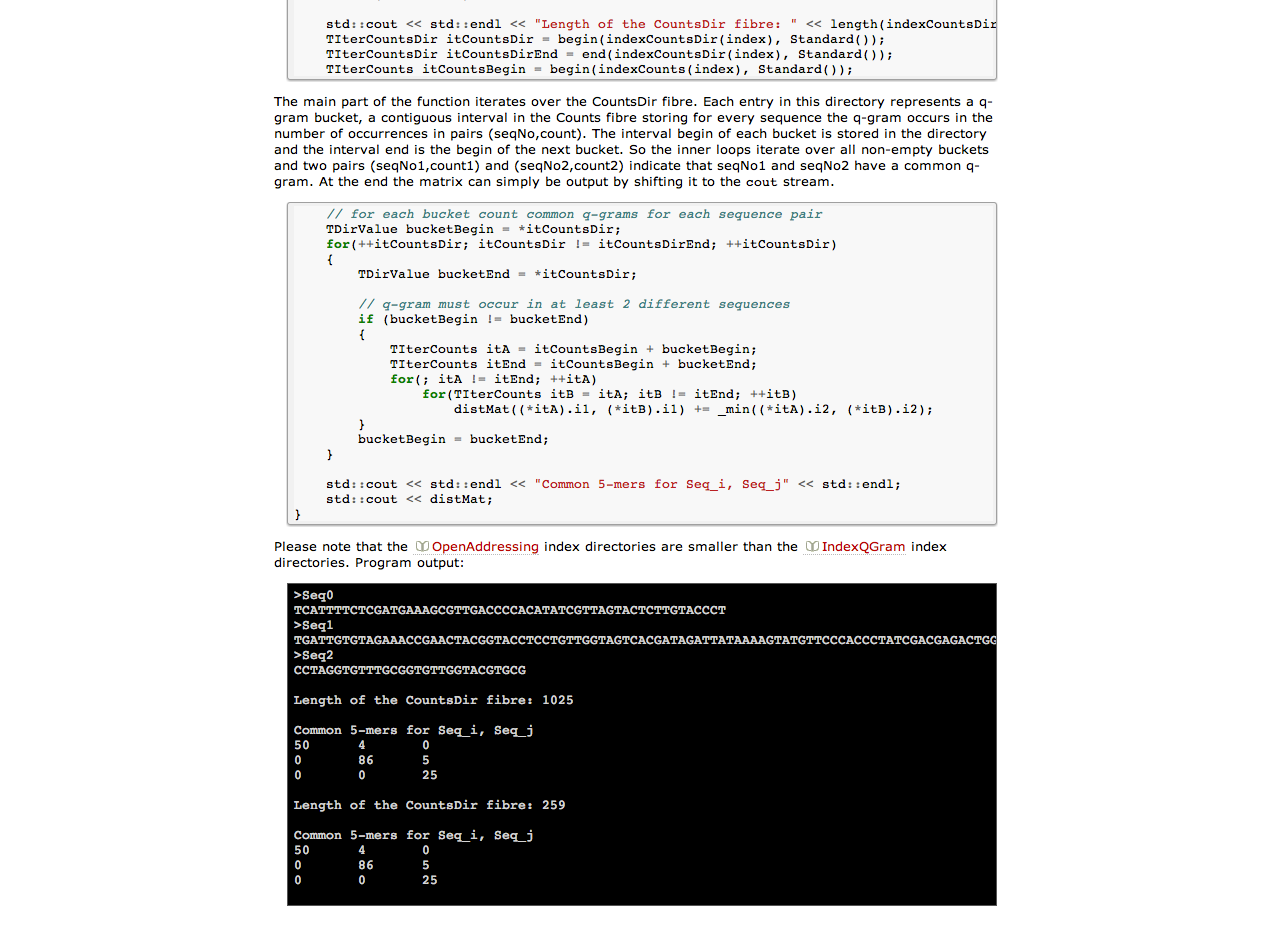 std::cout << std::endl << "Length of the CountsDir fibre: " << length(indexCountsDir
TIterCountsDir itCountsDir = begin(indexCountsDir(index), Standard());
TIterCountsDir itCountsDirEnd = end(indexCountsDir(index), Standard());
TIterCounts itCountsBegin = begin(indexCounts(index), Standard());
The main part of the function iterates over the CountsDir fibre. Each entry in this directory represents a q-
gram bucket, a contiguous interval in the Counts fibre storing for every sequence the q-gram occurs in the
number of occurrences in pairs (seqNo,count). The interval begin of each bucket is stored in the directory
and the interval end is the begin of the next bucket. So the inner loops iterate over all non-empty buckets
and two pairs (seqNo1,count1) and (seqNo2,count2) indicate that seqNo1 and seqNo2 have a common q-
gram. At the end the matrix can simply be output by shifting it to the cout stream.
// for each bucket count common q-grams for each sequence pair
TDirValue bucketBegin = *itCountsDir;
for(++itCountsDir; itCountsDir != itCountsDirEnd; ++itCountsDir)
{
TDirValue bucketEnd = *itCountsDir;
// q-gram must occur in at least 2 different sequences
if (bucketBegin != bucketEnd)
{
TIterCounts itA = itCountsBegin + bucketBegin;
TIterCounts itEnd = itCountsBegin + bucketEnd;
for(; itA != itEnd; ++itA)
for(TIterCounts itB = itA; itB != itEnd; ++itB)
distMat((*itA).i1, (*itB).i1) += _min((*itA).i2, (*itB).i2);
}
bucketBegin = bucketEnd;
}
std::cout << std::endl << "Common 5-mers for Seq_i, Seq_j" << std::endl;
std::cout << distMat;
}
Please note that the OpenAddressing index directories are smaller than the IndexQGram index
directories. Program output:
>Seq0
TCATTTTCTCGATGAAAGCGTTGACCCCACATATCGTTAGTACTCTTGTACCCT
>Seq1
TGATTGTGTAGAAACCGAACTACGGTACCTCCTGTTGGTAGTCACGATAGATTATAAAAGTATGTTCCCACCCTATCGACGAGACTGG
>Seq2
CCTAGGTGTTTGCGGTGTTGGTACGTGCG
Length of the CountsDir fibre: 1025
Common 5-mers for Seq_i, Seq_j
50 4 0
0 86 5
0 0 25
Length of the CountsDir fibre: 259
Common 5-mers for Seq_i, Seq_j
50 4 0
0 86 5
0 0 25